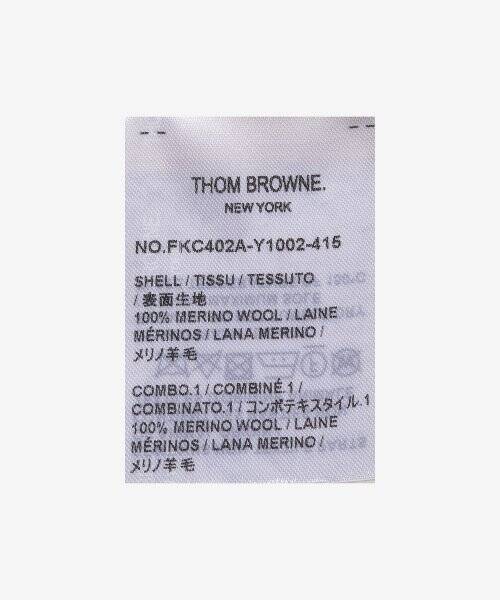 THOM BROWNE.
NEW YORK
NO.FKC402A-Y1002-415
SHELL / TISSU / TESSUTO
/ 表面生地
100% MERINO WOOL / LAINE
MÉRINOS / LANA MERINO /
メリノ羊毛
COMBO.1 / COMBINÉ.1 /
COMBINATO.1 / コンボテキスタイル.1
100% MERINO WOOL / LAINE
MÉRINOS / LANA MERINO /
メリノ羊毛